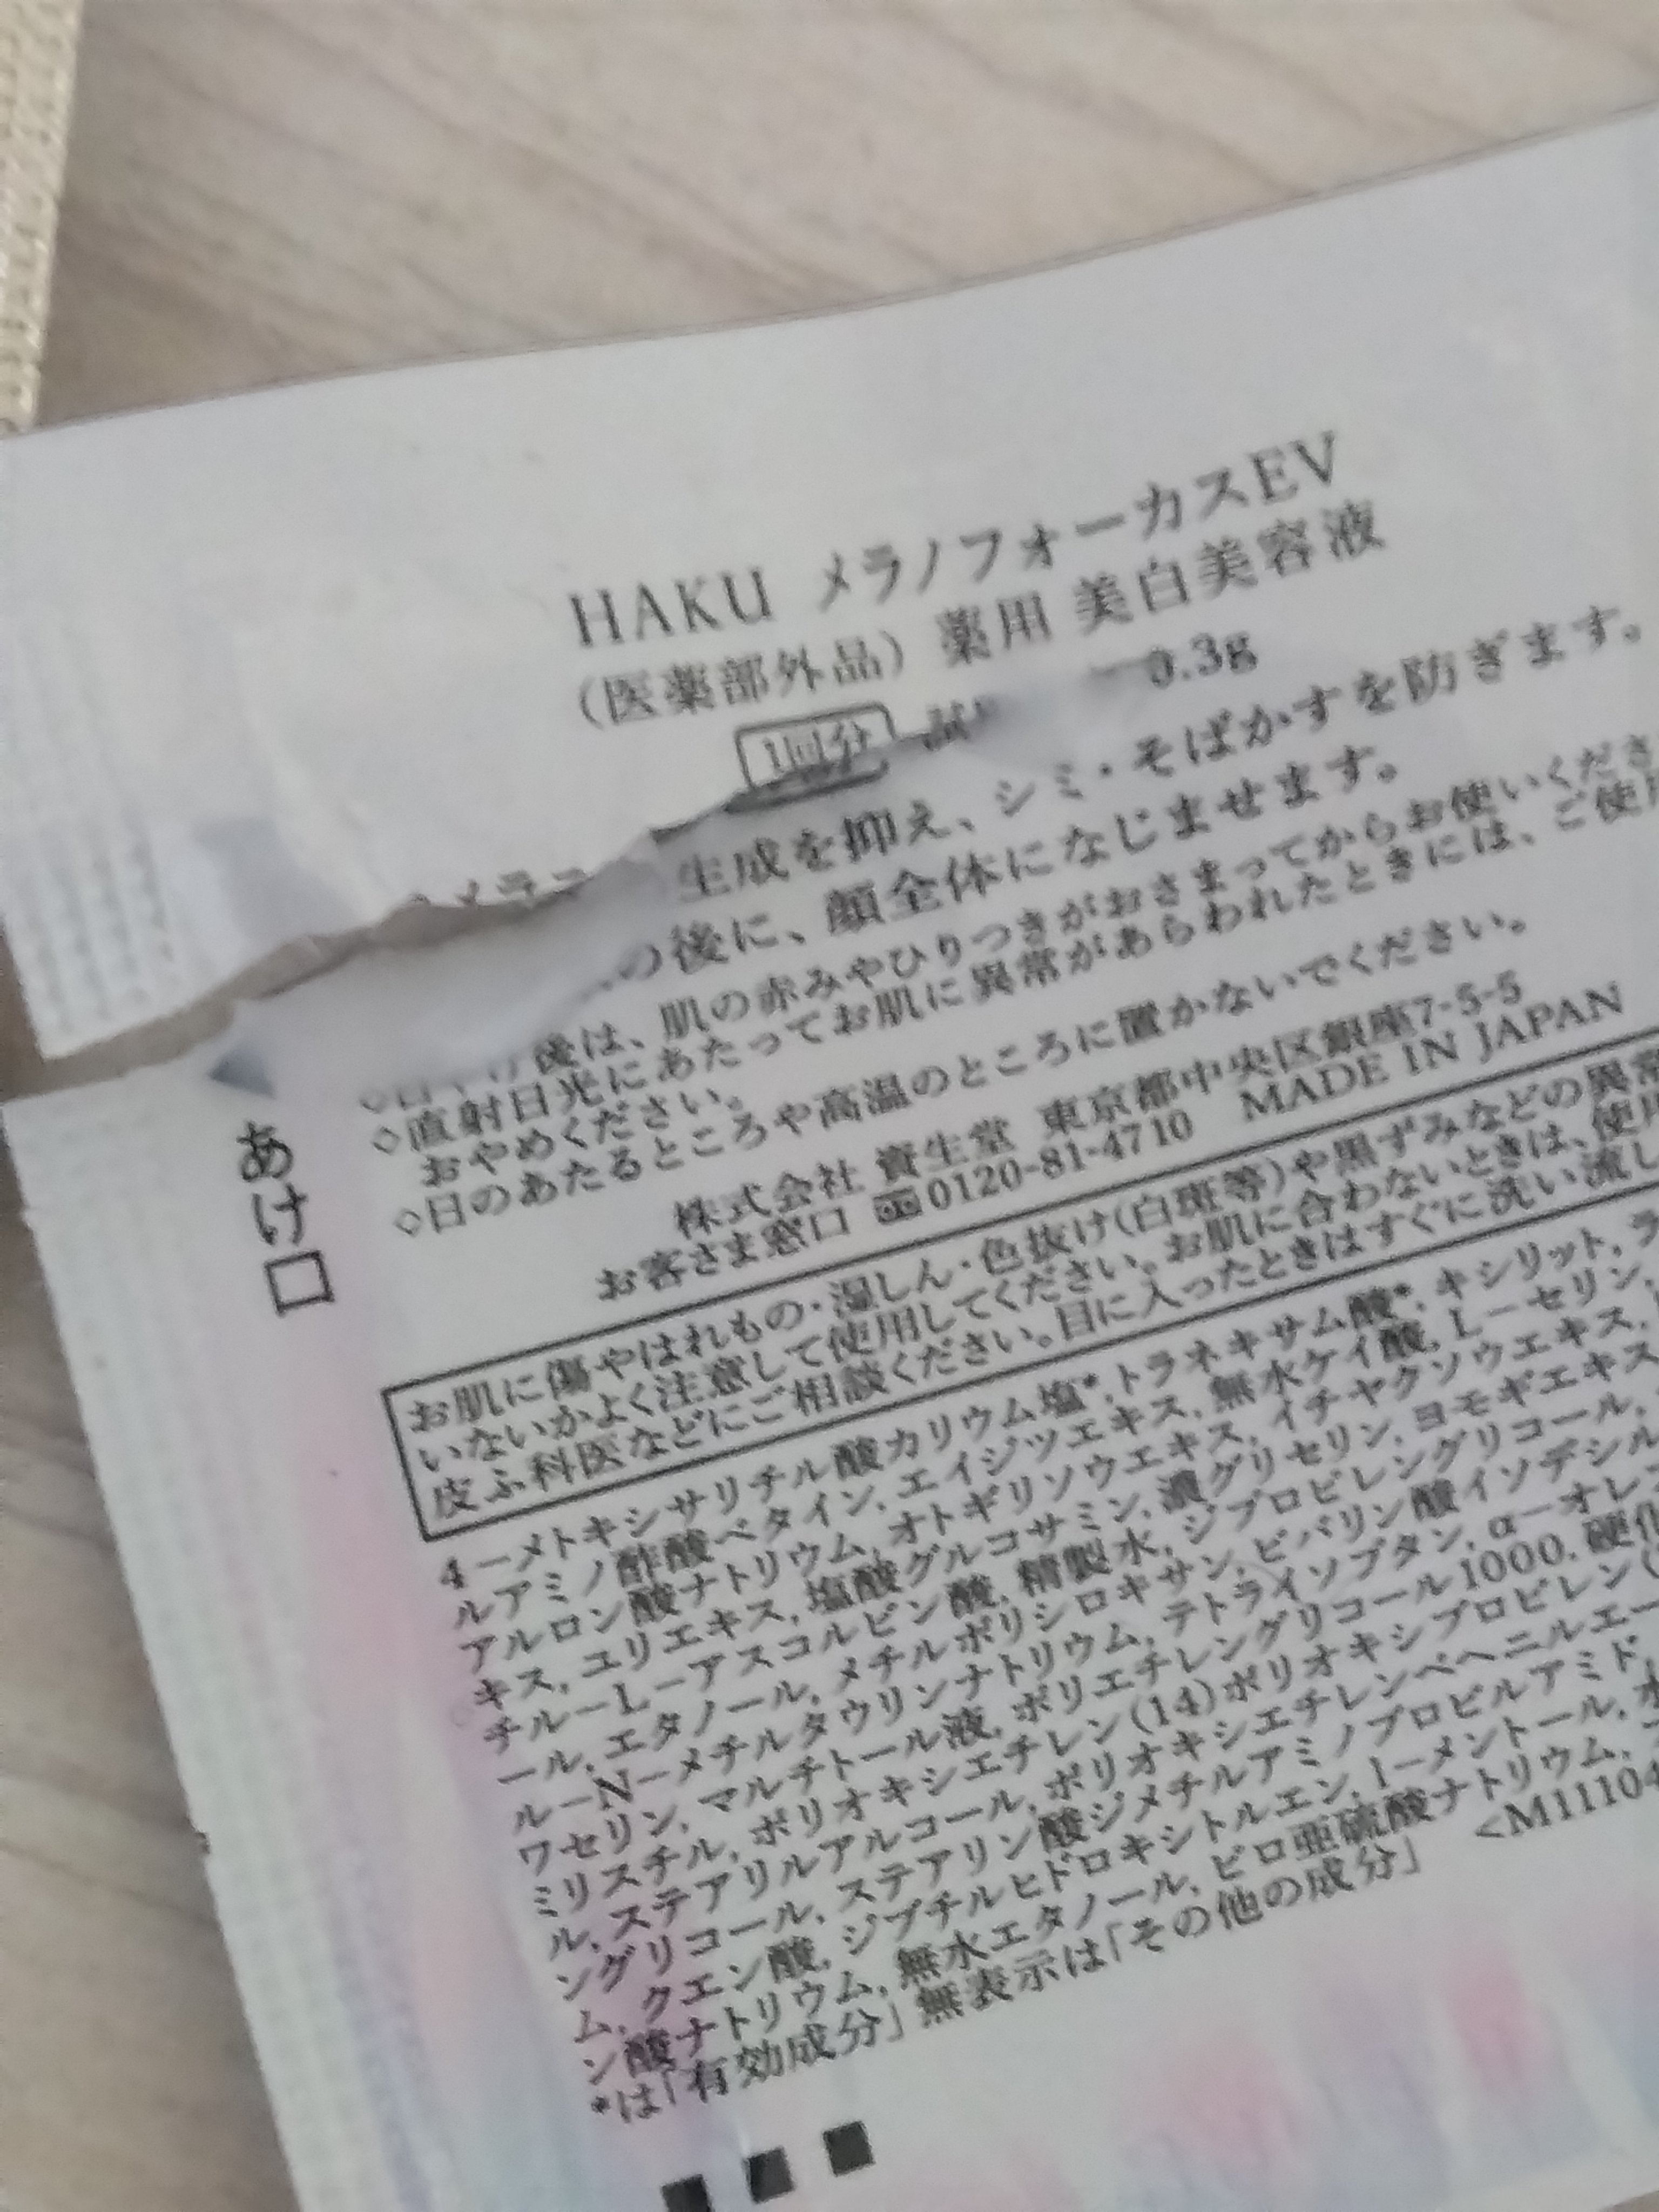 HAKU メラノフォーカスEV
（医薬部外品）薬用 美白美容液
1回分 0.3g
メラ 生成を抑え、シミ・そばかすを防ぎます。
の後に、顔全体になじませます。
後は、肌の赤みやひりつきがおさまってからお使いくださ
◇直射日光にあたってお肌に異常があらわれたときには、ご使用
おやめください。
◇日のあたるところや高温のところに置かないでください。
株式会社 資生堂 東京都中央区銀座7-5-5
お客さま窓口 0120-81-4710 MADE IN JAPAN
あけ口
お肌に傷やはれもの・湿しん・色抜け(白斑等)や黒ずみなどの異常
いないかよく注意して使用してください。お肌に合わないときは、使用
皮ふ科医などにご相談ください。目に入ったときはすぐに洗い流し
4－メトキシサリチル酸カリウム塩*, トラネキサム酸*, キシリット, ラ
ルアミノ酢酸ベタイン, エイジツエキス, 無水ケイ酸, L－セリン,
アルロン酸ナトリウム, オトギリソウエキス, イチヤクソウエキス,
キス, ユリエキス, 塩酸グルコサミン, 濃グリセリン, ヨモギエキス
チル－L－アスコルビン酸, 精製水, ジプロピレングリコール,
ール, エタノール, メチルポリシロキサン, ピバリン酸イソデシル
ル－N－メチルタウリンナトリウム, テトライソブタン, α－オレフ
ワセリン, マルチトール液, ポリエチレングリコール1000, 硬化
ミリスチル, ポリオキシエチレン(14)ポリオキシプロピレン(
ル, ステアリルアルコール, ポリオキシエチレンベヘニルエー
ングリコール, ステアリン酸ジメチルアミノプロピルアミド,
ム, クエン酸, ジブチルヒドロキシトルエン, l－メントール, 水
ン酸ナトリウム, 無水エタノール, ピロ亜硫酸ナトリウム,
*は「有効成分」無表示は「その他の成分」 <M11104